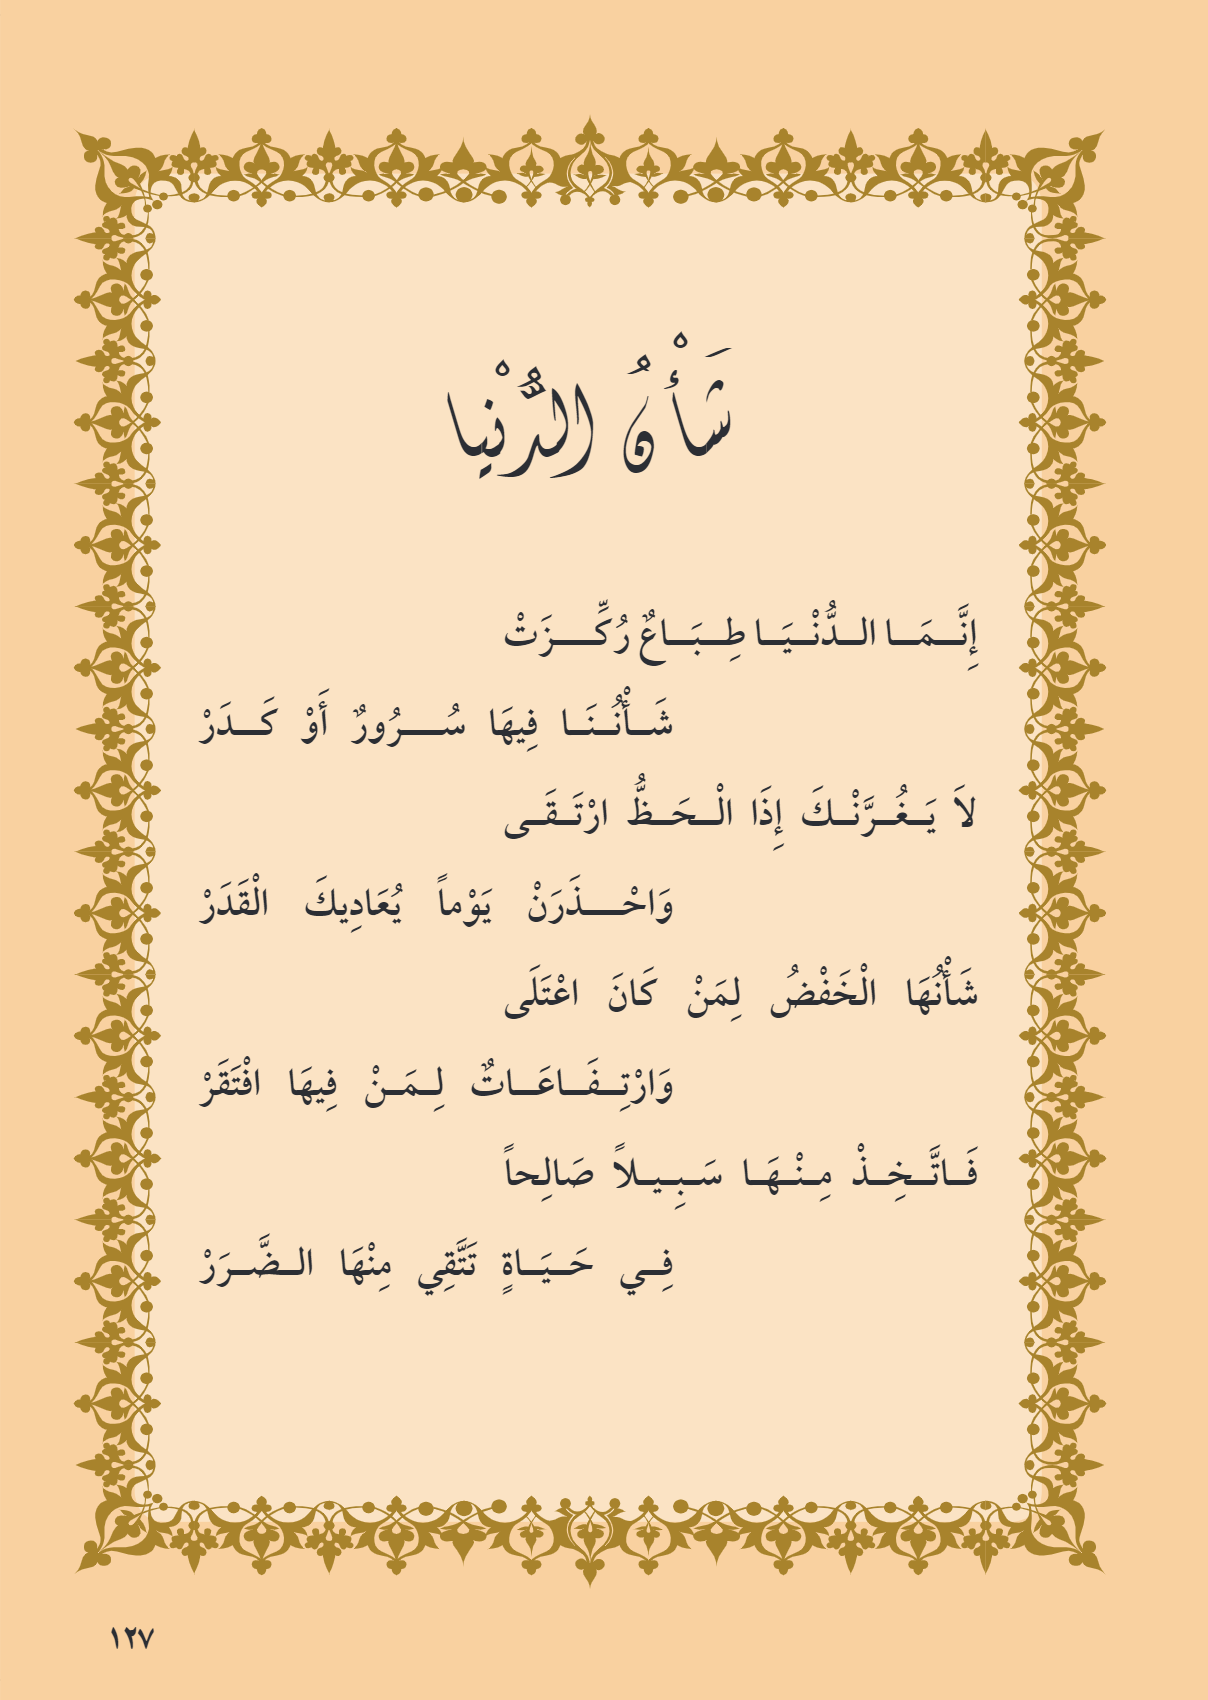 شَأْنُ الدُّنْيا
إِنَّمَا الدُّنْيَا طِبَاعٌ رُكِّزَتْ
شَأْنُنَا فِيهَا سُرُورٌ أَوْ كَدَرْ
لاَ يَغُرَّنْكَ إِذَا الْحَظُّ ارْتَقَى
وَاحْذَرَنْ يَوْماً يُعَادِيكَ الْقَدَرْ
شَأْنُهَا الْخَفْضُ لِمَنْ كَانَ اعْتَلَى
وَارْتِفَاعَاتٌ لِمَنْ فِيهَا افْتَقَرْ
فَاتَّخِذْ مِنْهَا سَبِيلاً صَالِحاً
فِي حَيَاةٍ تَتَّقِي مِنْهَا الضَّرَرْ
١٢٧